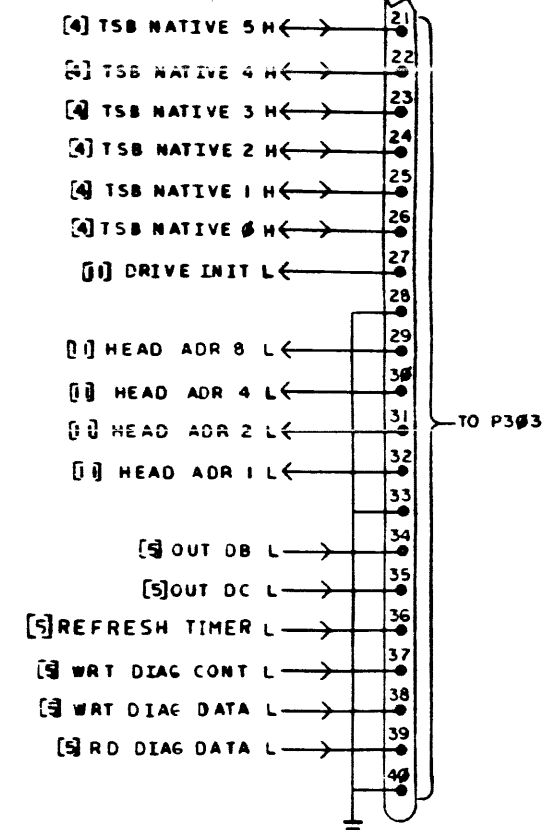 [4] TSB NATIVE 5 H 21
[4] TSB NATIVE 4 H 22
[4] TSB NATIVE 3 H 23
[4] TSB NATIVE 2 H 24
[4] TSB NATIVE 1 H 25
[4] TSB NATIVE Ø H 26
[11] DRIVE INIT L 27
28
[11] HEAD ADR 8 L 29
[11] HEAD ADR 4 L 3Ø
[11] HEAD ADR 2 L 31
TO P3Ø3
[11] HEAD ADR 1 L 32
33
[5] OUT DB L 34
[5] OUT DC L 35
[5] REFRESH TIMER L 36
[5] WRT DIAG CONT L 37
[5] WRT DIAG DATA L 38
[5] RD DIAG DATA L 39
4Ø